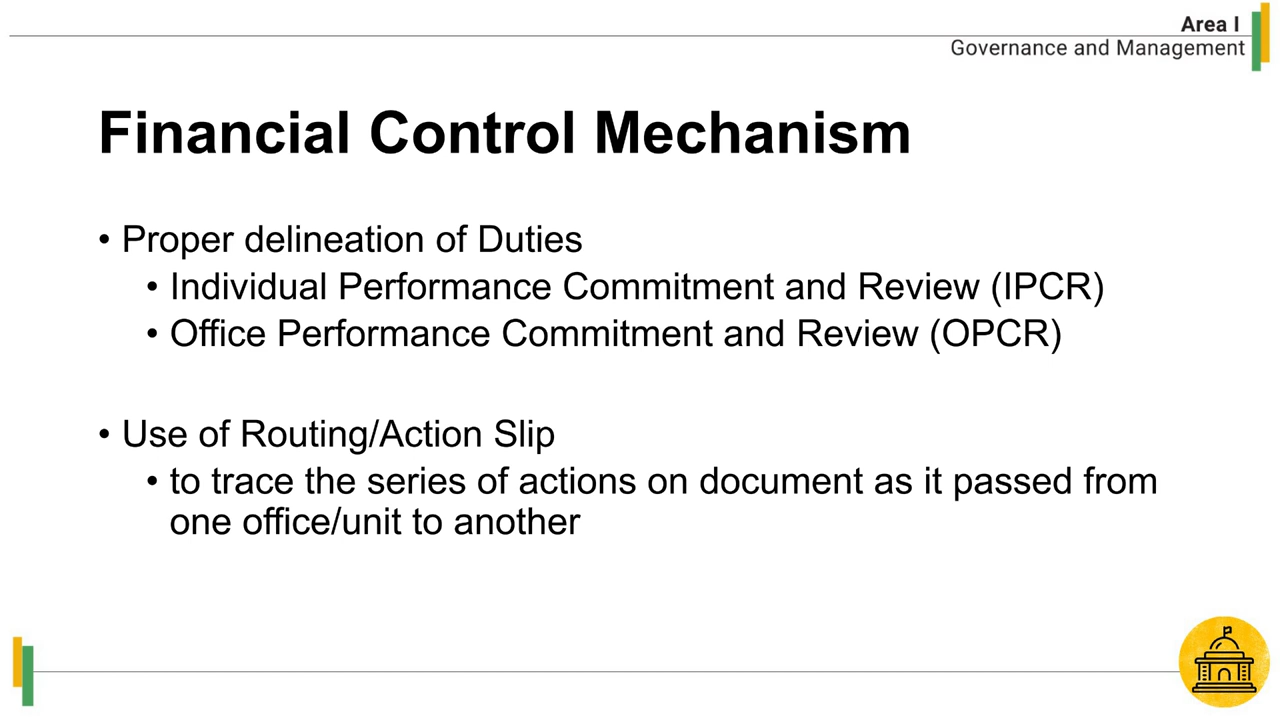 Area I
Governance and Management
Financial Control Mechanism
• Proper delineation of Duties
• Individual Performance Commitment and Review (IPCR)
• Office Performance Commitment and Review (OPCR)
• Use of Routing/Action Slip
• to trace the series of actions on document as it passed from
one office/unit to another